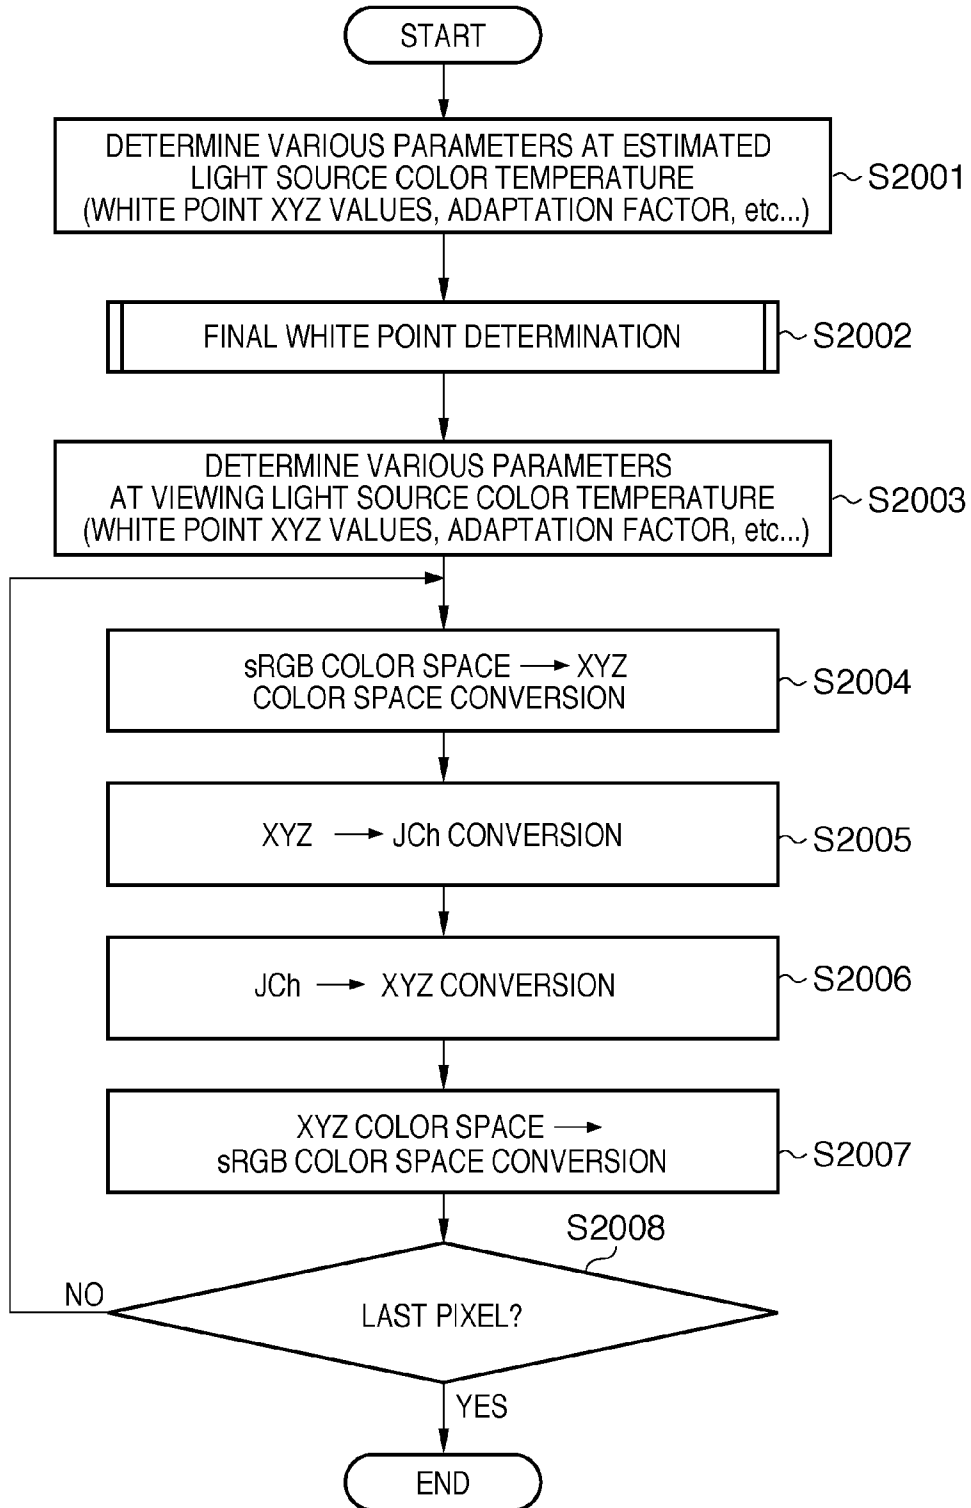 START
DETERMINE VARIOUS PARAMETERS AT ESTIMATED
LIGHT SOURCE COLOR TEMPERATURE
(WHITE POINT XYZ VALUES, ADAPTATION FACTOR, etc...)
S2001
FINAL WHITE POINT DETERMINATION
S2002
DETERMINE VARIOUS PARAMETERS
AT VIEWING LIGHT SOURCE COLOR TEMPERATURE
(WHITE POINT XYZ VALUES, ADAPTATION FACTOR, etc...)
S2003
sRGB COLOR SPACE → XYZ
COLOR SPACE CONVERSION
S2004
XYZ → JCh CONVERSION
S2005
JCh → XYZ CONVERSION
S2006
XYZ COLOR SPACE →
sRGB COLOR SPACE CONVERSION
S2007
S2008
LAST PIXEL?
NO
YES
END